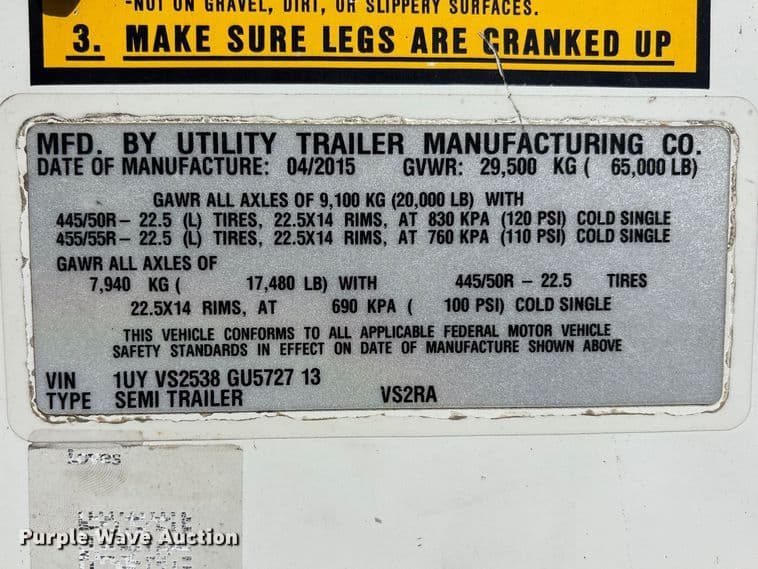 -NOT ON GRAVEL, DIRT, OR SLIPPERY SURFACES.
3. MAKE SURE LEGS ARE CRANKED UP
MFD. BY UTILITY TRAILER MANUFACTURING CO.
DATE OF MANUFACTURE: 04/2015 GVWR: 29,500 KG ( 65,000 LB)
GAWR ALL AXLES OF 9,100 KG (20,000 LB) WITH
445/50R– 22.5 (L) TIRES, 22.5X14 RIMS, AT 830 KPA (120 PSI) COLD SINGLE
455/55R– 22.5 (L) TIRES, 22.5X14 RIMS, AT 760 KPA (110 PSI) COLD SINGLE
GAWR ALL AXLES OF
7,940 KG ( 17,480 LB) WITH 445/50R – 22.5 TIRES
22.5X14 RIMS, AT 690 KPA ( 100 PSI) COLD SINGLE
THIS VEHICLE CONFORMS TO ALL APPLICABLE FEDERAL MOTOR VEHICLE
SAFETY STANDARDS IN EFFECT ON DATE OF MANUFACTURE SHOWN ABOVE
VIN 1UY VS2538 GU5727 13
TYPE SEMI TRAILER VS2RA
Purple Wave Auction